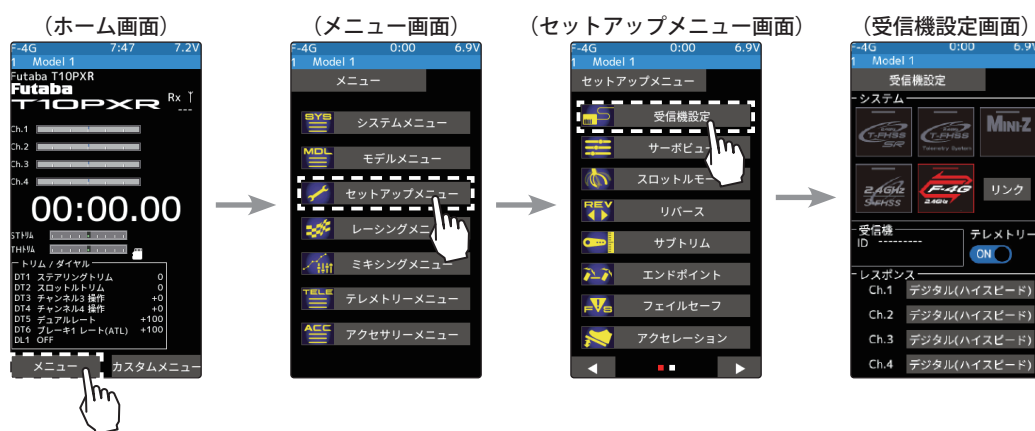 （ホーム画面）
F-4G 7:47 7.2V
1 Model 1
Futaba T10PXR
Futaba
T10PXR
Rx
---
Ch.1
Ch.2
Ch.3
Ch.4
00:00.00
STﾄﾘﾑ
THﾄﾘﾑ
トリム / ダイヤル
DT1 ステアリングトリム 0
DT2 スロットルトリム 0
DT3 チャンネル3 操作 +0
DT4 チャンネル4 操作 +0
DT5 デュアルレート +100
DT6 ブレーキ1 レート(ATL) +100
DL1 OFF
メニュー カスタムメニュー
（メニュー画面）
F-4G 0:00 6.9V
1 Model 1
メニュー
SYS システムメニュー
MDL モデルメニュー
セットアップメニュー
レーシングメニ
ミキシングメニュー
TELE テレメトリーメニュー
ACC アクセサリーメニュー
（セットアップメニュー画面）
F-4G 0:00 6.9V
1 Model 1
セットアップメニュー
受信機設定
サーボビュー
スロットルモー
REV リバース
サブトリム
エンドポイント
F/S フェイルセーフ
アクセレーション
（受信機設定画面）
F-4G 0:00 6.9V
1 Model 1
受信機設定
システム
T-FHSS SR
T-FHSS Telemetry System
MINI-Z
2.4GHz S-FHSS
F-4G 2.4GHz
リンク
受信機
ID ---------
テレメトリー
ON
レスポンス
Ch.1 デジタル(ハイスピード)
Ch.2 デジタル(ハイスピード)
Ch.3 デジタル(ハイスピード)
Ch.4 デジタル(ハイスピード)